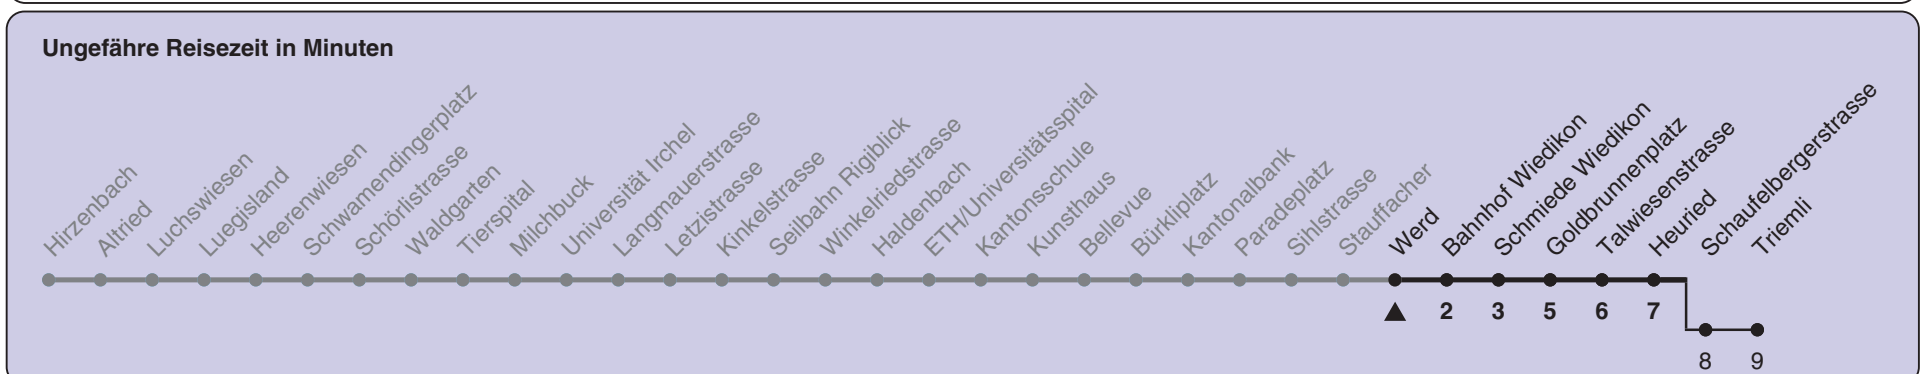 Ungefähre Reisezeit in Minuten
Hirzenbach
Altried
Luchswiesen
Luegisland
Heerenwiesen
Schwamendingerplatz
Schörlistrasse
Waldgarten
Tierspital
Milchbuck
Universität Irchel
Langmauerstrasse
Letzistrasse
Kinkelstrasse
Seilbahn Rigiblick
Winkelriedstrasse
Haldenbach
ETH/Universitätsspital
Kantonsschule
Kunsthaus
Bellevue
Bürkliplatz
Kantonalbank
Paradeplatz
Sihlstrasse
Stauffacher
Werd
Bahnhof Wiedikon
Schmiede Wiedikon
Goldbrunnenplatz
Talwiesenstrasse
Heuried
Schaufelbergerstrasse
Triemli
2 3 5 6 7
8 9